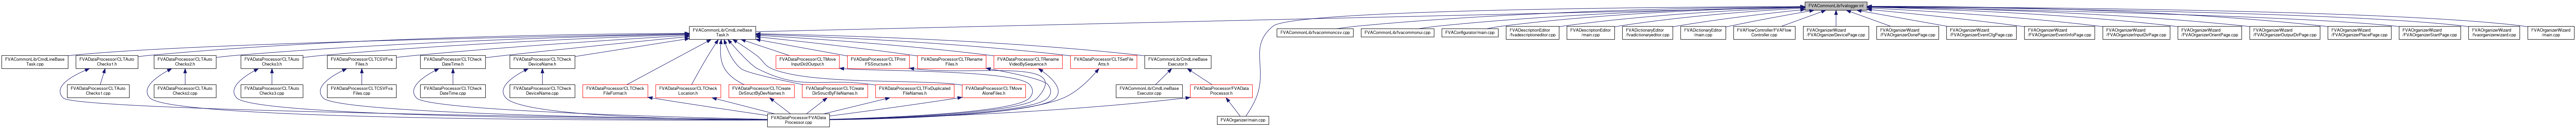 FVACommonLib/fvalogger.inl
FVACommonLib/CmdLineBase
Task.h
FVACommonLib/fvacommoncsv.cpp
FVACommonLib/fvacommonui.cpp
FVAConfigurator/main.cpp
FVADescriptionEditor
/fvadescriptioneditor.cpp
FVADescriptionEditor
/main.cpp
FVADictionaryEditor
/fvadictionaryeditor.cpp
FVADictionaryEditor
/main.cpp
FVAFlowController/FVAFlow
Controller.cpp
FVAOrganizerWizard
/FVAOrganizerDevicePage.cpp
FVAOrganizerWizard
/FVAOrganizerDonePage.cpp
FVAOrganizerWizard
/FVAOrganizerEventCfgPage.cpp
FVAOrganizerWizard
/FVAOrganizerEventIntrPage.cpp
FVAOrganizerWizard
/FVAOrganizerInputDirPage.cpp
FVAOrganizerWizard
/FVAOrganizerOrientPage.cpp
FVAOrganizerWizard
/FVAOrganizerOutputDirPage.cpp
FVAOrganizerWizard
/FVAOrganizerPlacePage.cpp
FVAOrganizerWizard
/FVAOrganizerStartPage.cpp
FVAOrganizerWizard
/fvaorganizerwizard.cpp
FVAOrganizerWizard
/main.cpp
FVACommonLib/CmdLineBase
Task.cpp
FVADataProcessor/CLTAuto
Checks1.h
FVADataProcessor/CLTAuto
Checks2.h
FVADataProcessor/CLTAuto
Checks3.h
FVADataProcessor/CLTCSVFix
Files.h
FVADataProcessor/CLTCheck
DateTime.h
FVADataProcessor/CLTCheck
DeviceName.h
FVADataProcessor/CLTMove
InputDir2Output.h
FVADataProcessor/CLTPrint
FSStructure.h
FVADataProcessor/CLTRename
Files.h
FVADataProcessor/CLTRename
VideoBySequence.h
FVADataProcessor/CLTSetFile
Atts.h
FVACommonLib/CmdLineBase
Executor.h
FVADataProcessor/CLTAuto
Checks1.cpp
FVADataProcessor/CLTAuto
Checks2.cpp
FVADataProcessor/CLTAuto
Checks3.cpp
FVADataProcessor/CLTCSVFix
Files.cpp
FVADataProcessor/CLTCheck
DateTime.cpp
FVADataProcessor/CLTCheck
DeviceName.cpp
FVADataProcessor/CLTCheck
FileFormat.h
FVADataProcessor/CLTCheck
Location.h
FVADataProcessor/CLTCreate
DirStructByDevNames.h
FVADataProcessor/CLTCreate
DirStructByFileNames.h
FVADataProcessor/CLTFixDuplicated
FileNames.h
FVADataProcessor/CLTMove
AloneFiles.h
FVACommonLib/CmdLineBase
Executor.cpp
FVADataProcessor/FVAData
Processor.h
FVADataProcessor/FVAData
Processor.cpp
FVAOrganizer/main.cpp